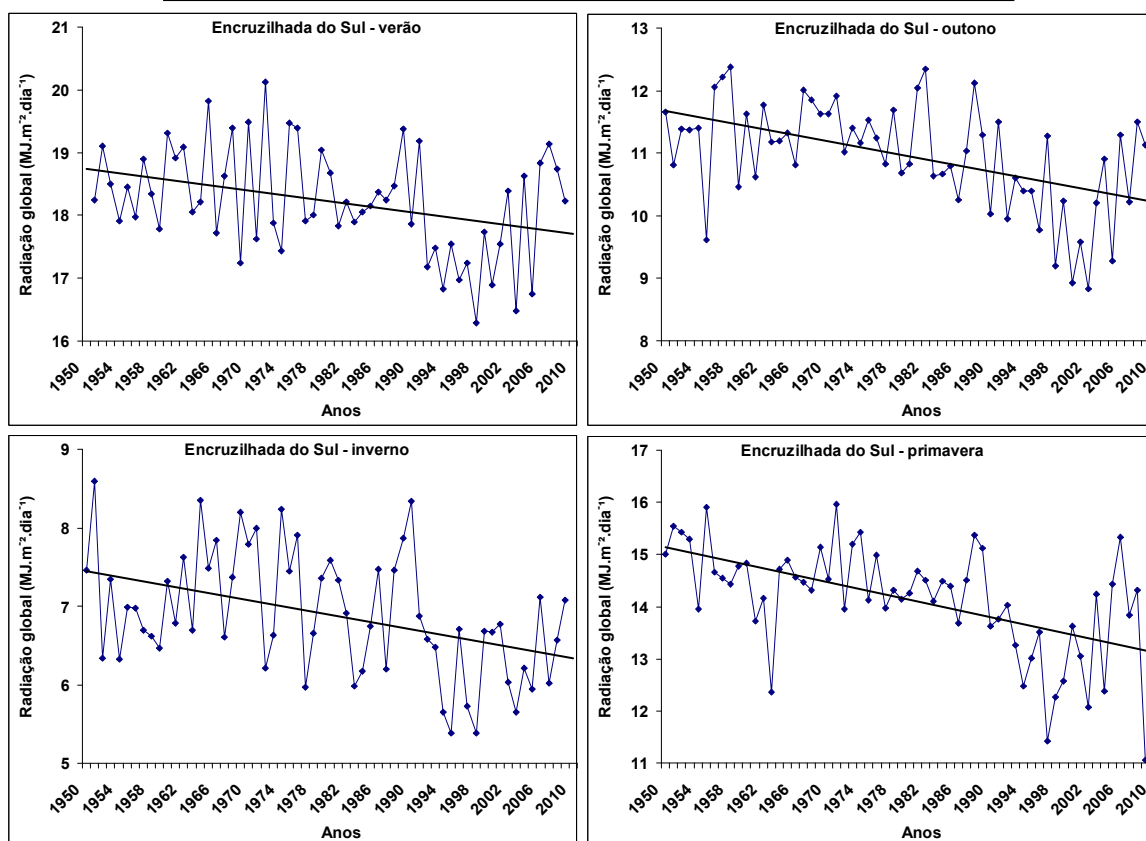 Encruzilhada do Sul - verão
Radiação global (MJ.m⁻².dia⁻¹)
21
20
19
18
17
16
1950 1954 1958 1962 1966 1970 1974 1978 1982 1986 1990 1994 1998 2002 2006 2010
Anos
Encruzilhada do Sul - outono
Radiação global (MJ.m⁻².dia⁻¹)
13
12
11
10
9
8
1950 1954 1958 1962 1966 1970 1974 1978 1982 1986 1990 1994 1998 2002 2006 2010
Anos
Encruzilhada do Sul - inverno
Radiação global (MJ.m⁻².dia⁻¹)
9
8
7
6
5
1950 1954 1958 1962 1966 1970 1974 1978 1982 1986 1990 1994 1998 2002 2006 2010
Anos
Encruzilhada do Sul - primavera
Radiação global (MJ.m⁻².dia⁻¹)
17
16
15
14
13
12
11
1950 1954 1958 1962 1966 1970 1974 1978 1982 1986 1990 1994 1998 2002 2006 2010
Anos